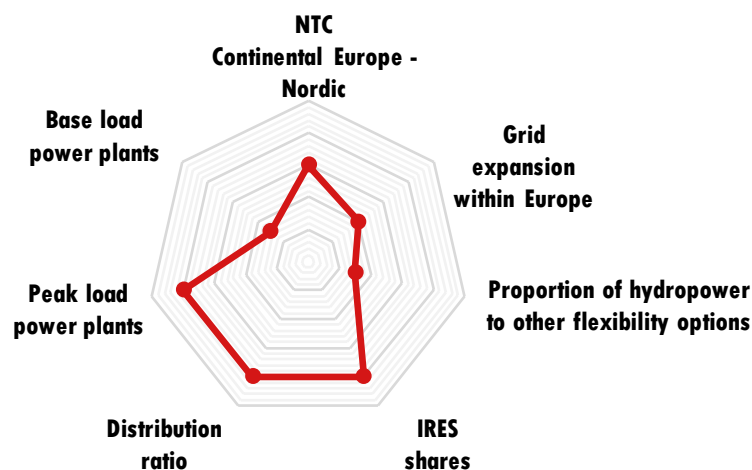 NTC
Continental Europe -
Nordic
Grid
expansion
within Europe
Proportion of hydropower
to other flexibility options
IRES
shares
Distribution
ratio
Peak load
power plants
Base load
power plants